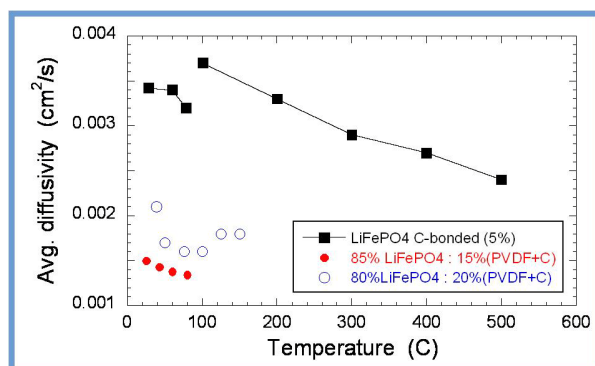 0.004
0.003
0.002
0.001
Avg. diffusivity (cm²/s)
LiFePO4 C-bonded (5%)
85% LiFePO4 : 15%(PVDF+C)
80%LiFePO4 : 20%(PVDF+C)
0 100 200 300 400 500 600
Temperature (C)